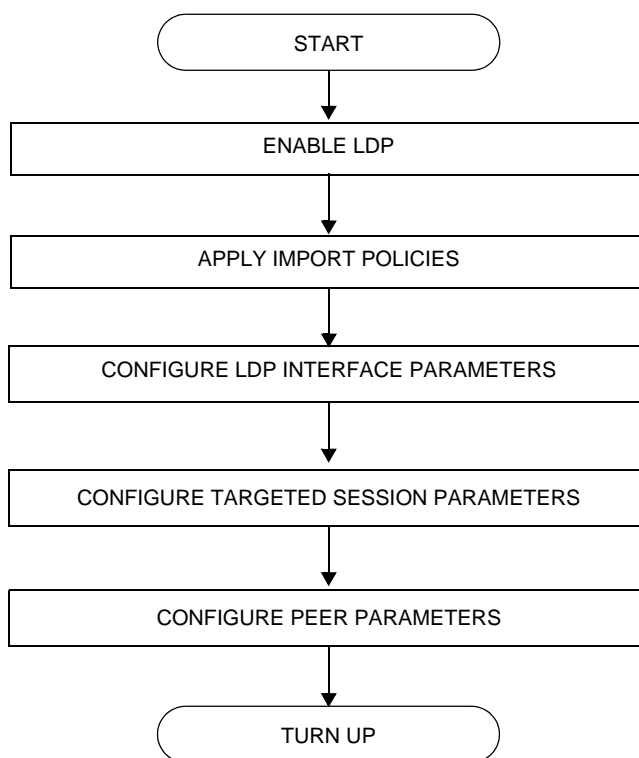 START
ENABLE LDP
APPLY IMPORT POLICIES
CONFIGURE LDP INTERFACE PARAMETERS
CONFIGURE TARGETED SESSION PARAMETERS
CONFIGURE PEER PARAMETERS
TURN UP